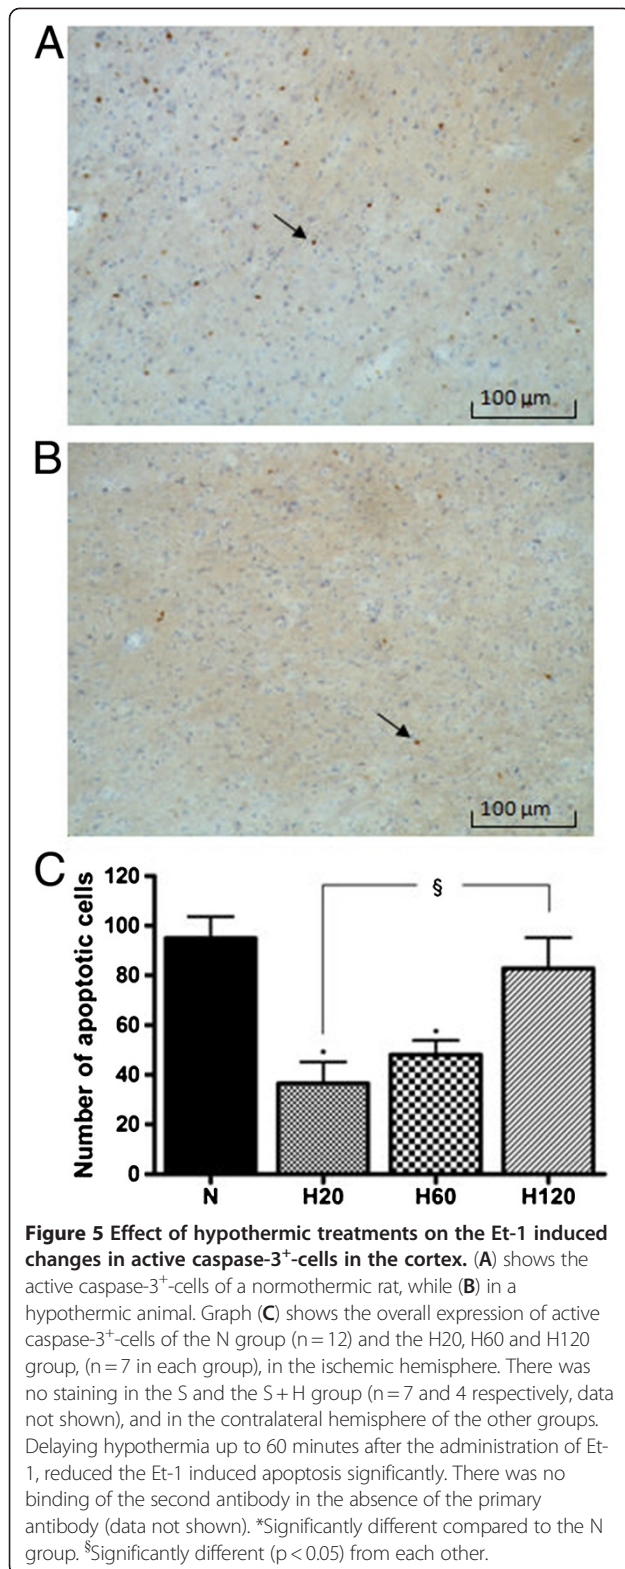 A
100 µm
B
100 µm
C
120
100
80
60
40
20
0
Number of apoptotic cells
§
*
*
N H20 H60 H120
Figure 5 Effect of hypothermic treatments on the Et-1 induced
changes in active caspase-3⁺-cells in the cortex. (A) shows the
active caspase-3⁺-cells of a normothermic rat, while (B) in a
hypothermic animal. Graph (C) shows the overall expression of active
caspase-3⁺-cells of the N group (n = 12) and the H20, H60 and H120
group, (n = 7 in each group), in the ischemic hemisphere. There was
no staining in the S and the S + H group (n = 7 and 4 respectively, data
not shown), and in the contralateral hemisphere of the other groups.
Delaying hypothermia up to 60 minutes after the administration of Et-
1, reduced the Et-1 induced apoptosis significantly. There was no
binding of the second antibody in the absence of the primary
antibody (data not shown). *Significantly different compared to the N
group. §Significantly different (p < 0.05) from each other.